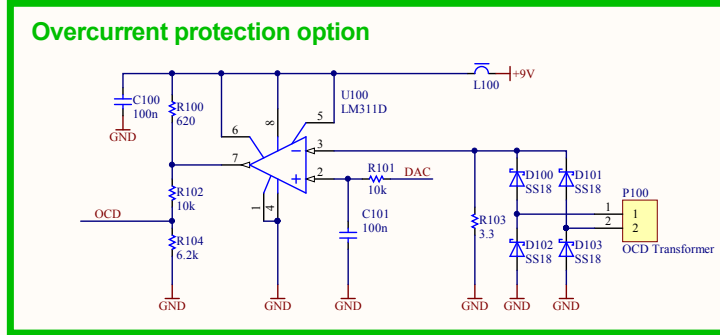 Overcurrent protection option
+9V
L100
C100
100n
GND
R100
620
U100
LM311D
6
8
5
7
3
2
1
4
R101
10k
DAC
R102
10k
OCD
R104
6.2k
C101
100n
R103
3.3
D100
SS18
D101
SS18
D102
SS18
D103
SS18
P100
1
2
1
2
OCD Transformer
GND
GND
GND
GND
GND
GND